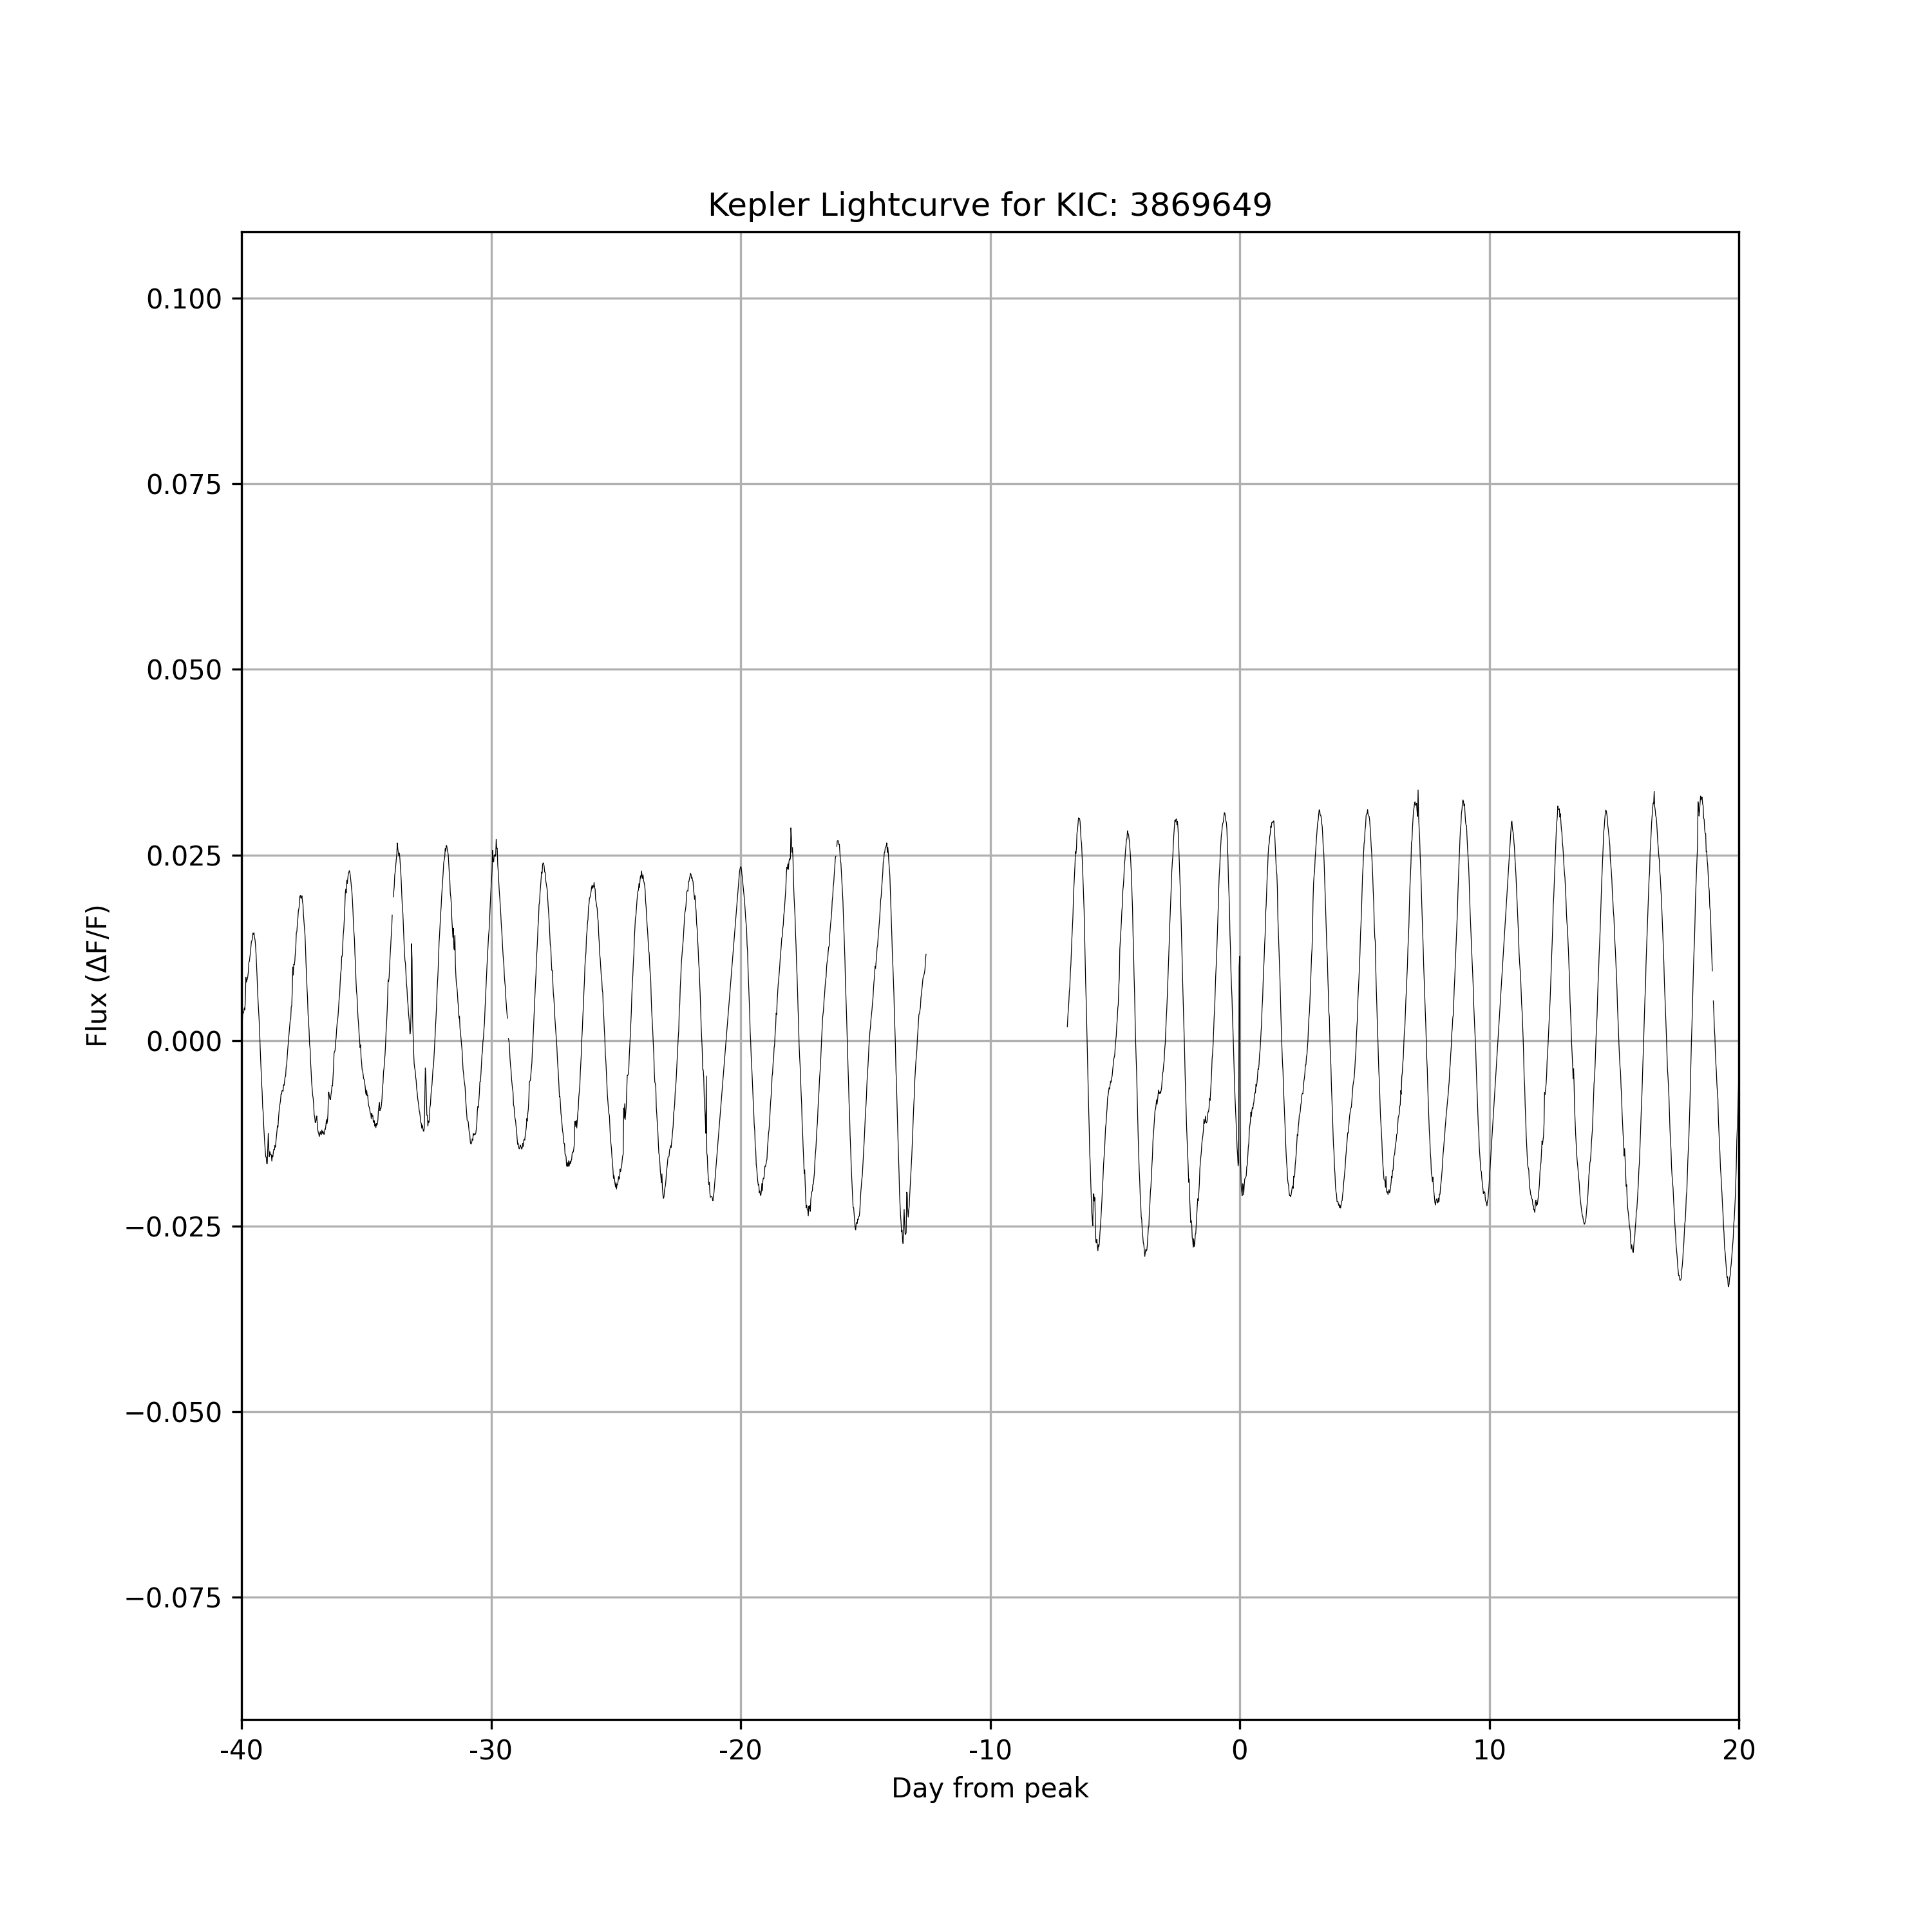 Kepler Lightcurve for KIC: 3869649
Flux (ΔF/F)
0.100
0.075
0.050
0.025
0.000
−0.025
−0.050
−0.075
-40 -30 -20 -10 0 10 20
Day from peak